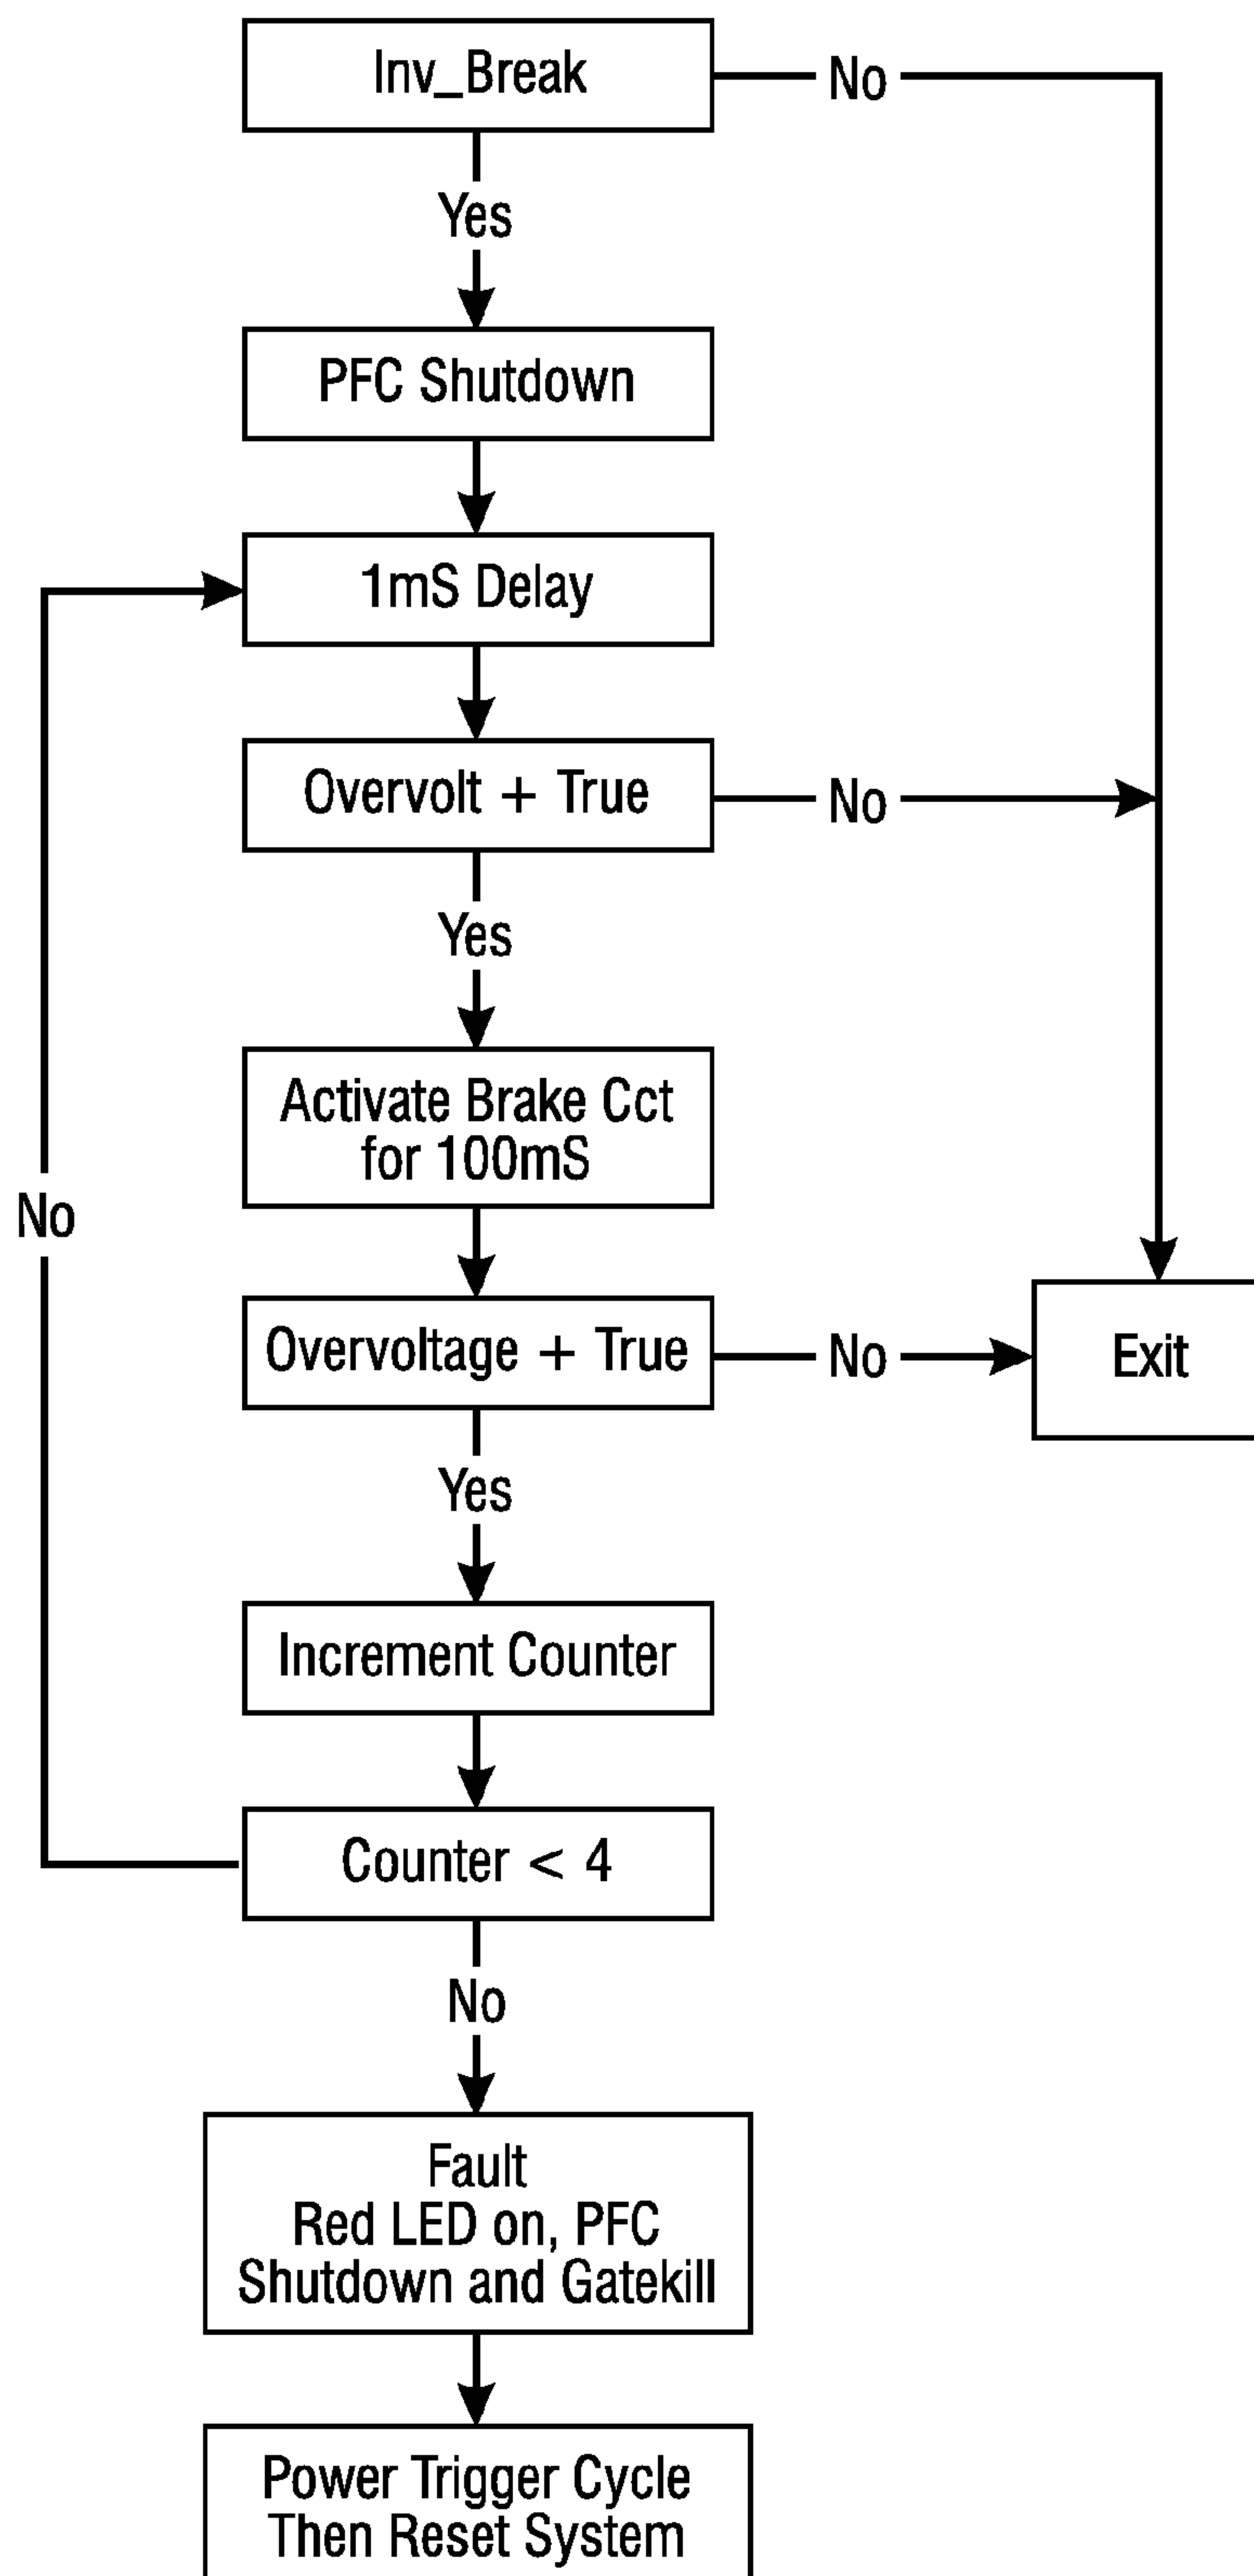 Inv_Break
No
Yes
PFC Shutdown
1mS Delay
Overvolt + True
No
Yes
Activate Brake Cct
for 100mS
No
Overvoltage + True
No
Exit
Yes
Increment Counter
Counter < 4
No
Fault
Red LED on, PFC
Shutdown and Gatekill
Power Trigger Cycle
Then Reset System